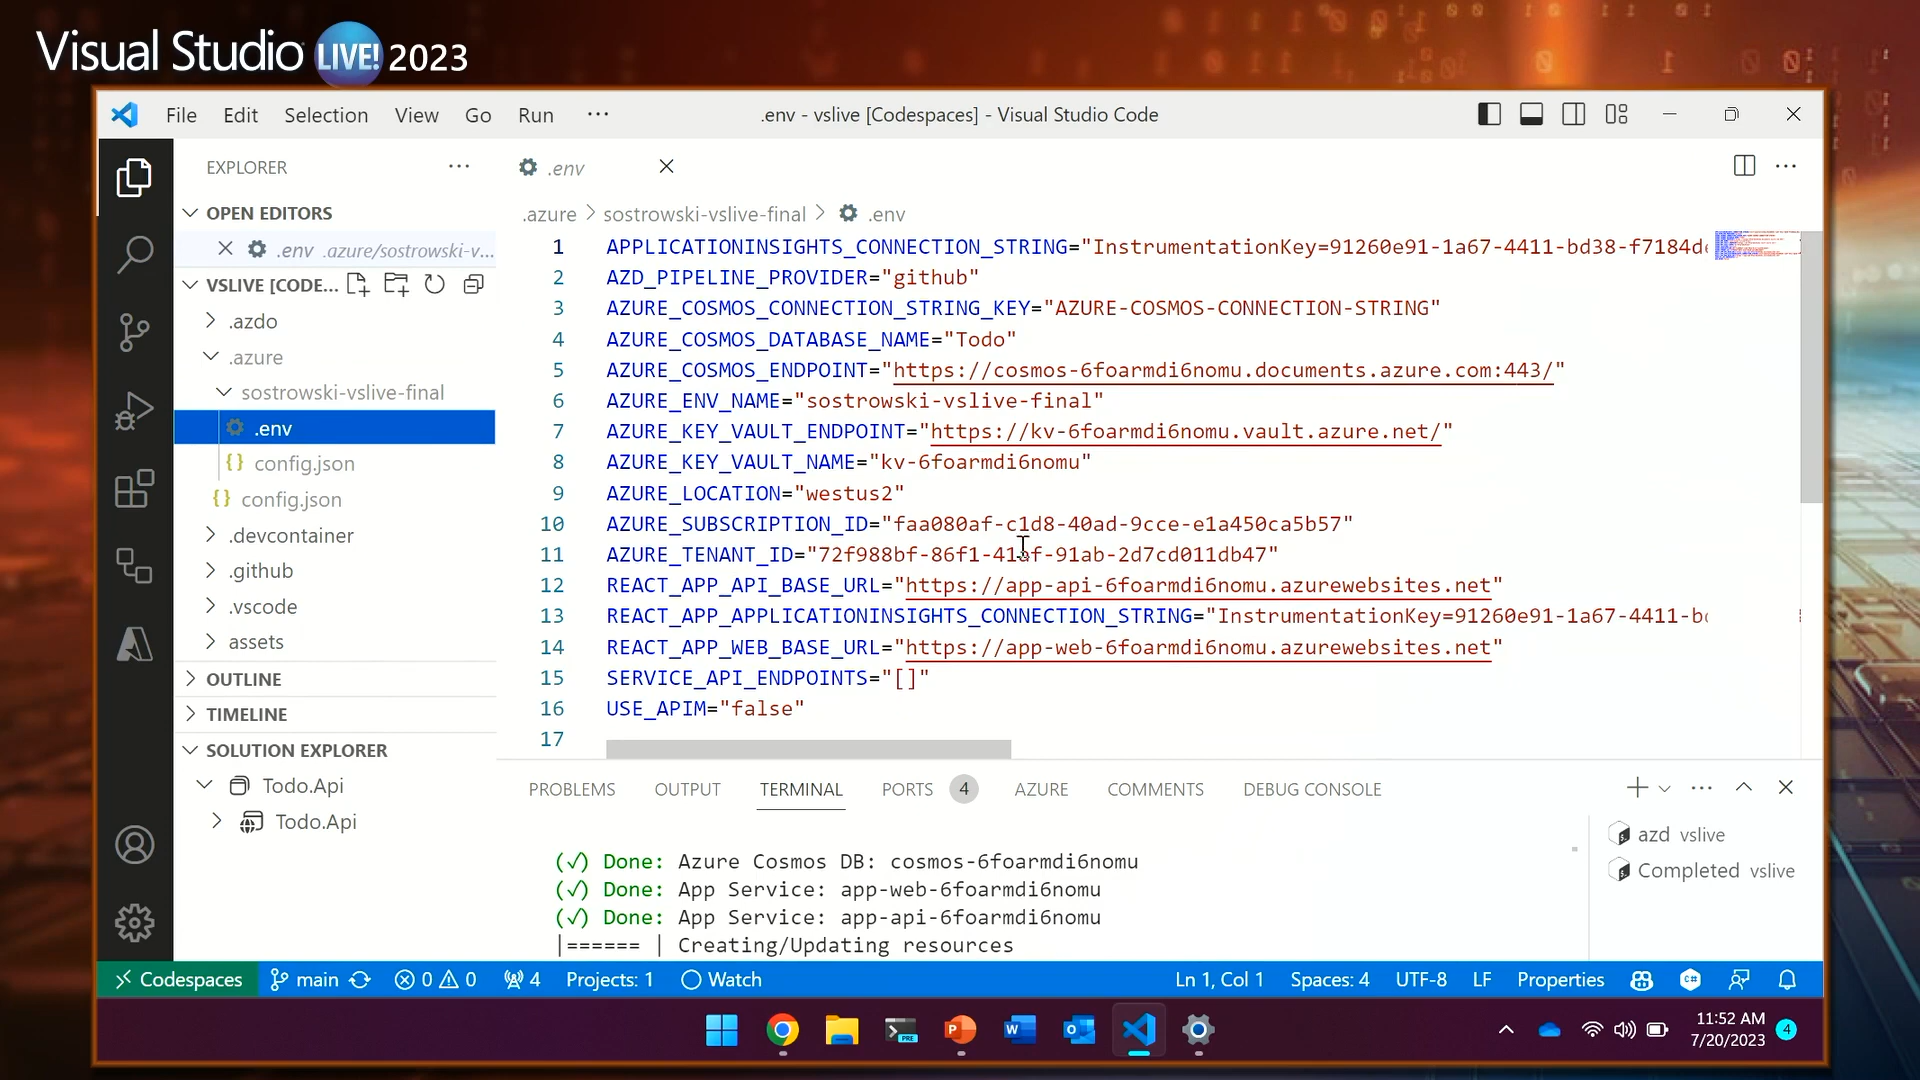 Visual Studio LIVE! 2023
File Edit Selection View Go Run ··· .env - vslive [Codespaces] - Visual Studio Code
EXPLORER ···
.env
OPEN EDITORS
.env .azure/sostrowski-v...
VSLIVE [CODE...
.azdo
.azure
sostrowski-vslive-final
.env
config.json
config.json
.devcontainer
.github
.vscode
assets
OUTLINE
TIMELINE
SOLUTION EXPLORER
Todo.Api
Todo.Api
.azure > sostrowski-vslive-final > .env
1 APPLICATIONINSIGHTS_CONNECTION_STRING="InstrumentationKey=91260e91-1a67-4411-bd38-f7184d
2 AZD_PIPELINE_PROVIDER="github"
3 AZURE_COSMOS_CONNECTION_STRING_KEY="AZURE-COSMOS-CONNECTION-STRING"
4 AZURE_COSMOS_DATABASE_NAME="Todo"
5 AZURE_COSMOS_ENDPOINT="https://cosmos-6foarmdi6nomu.documents.azure.com:443/"
6 AZURE_ENV_NAME="sostrowski-vslive-final"
7 AZURE_KEY_VAULT_ENDPOINT="https://kv-6foarmdi6nomu.vault.azure.net/"
8 AZURE_KEY_VAULT_NAME="kv-6foarmdi6nomu"
9 AZURE_LOCATION="westus2"
10 AZURE_SUBSCRIPTION_ID="faa080af-c1d8-40ad-9cce-e1a450ca5b57"
11 AZURE_TENANT_ID="72f988bf-86f1-41af-91ab-2d7cd011db47"
12 REACT_APP_API_BASE_URL="https://app-api-6foarmdi6nomu.azurewebsites.net"
13 REACT_APP_APPLICATIONINSIGHTS_CONNECTION_STRING="InstrumentationKey=91260e91-1a67-4411-b
14 REACT_APP_WEB_BASE_URL="https://app-web-6foarmdi6nomu.azurewebsites.net"
15 SERVICE_API_ENDPOINTS="[]"
16 USE_APIM="false"
17
PROBLEMS OUTPUT TERMINAL PORTS 4 AZURE COMMENTS DEBUG CONSOLE
(✓) Done: Azure Cosmos DB: cosmos-6foarmdi6nomu
(✓) Done: App Service: app-web-6foarmdi6nomu
(✓) Done: App Service: app-api-6foarmdi6nomu
|====== | Creating/Updating resources
azd vslive
Completed vslive
Codespaces main 0 0 4 Projects: 1 Watch Ln 1, Col 1 Spaces: 4 UTF-8 LF Properties
11:52 AM
7/20/2023 4